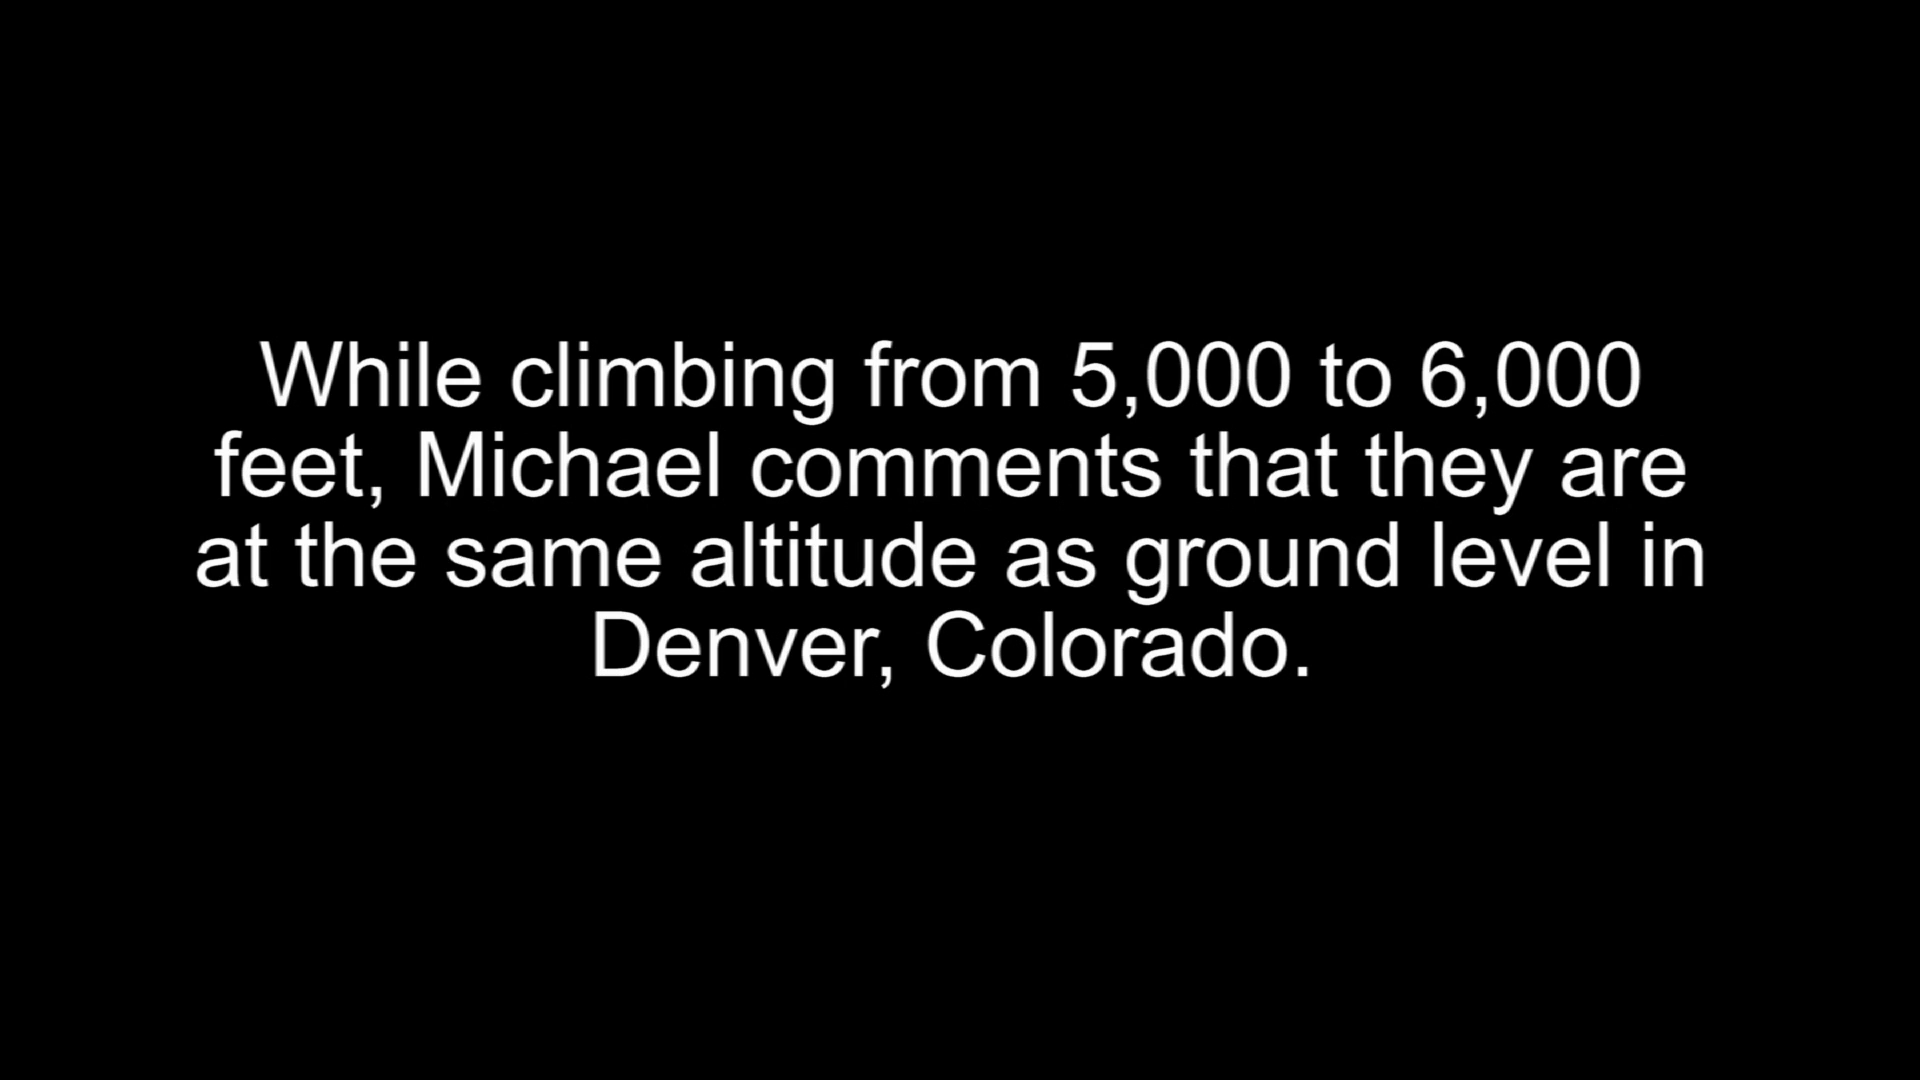 While climbing from 5,000 to 6,000
feet, Michael comments that they are
at the same altitude as ground level in
Denver, Colorado.